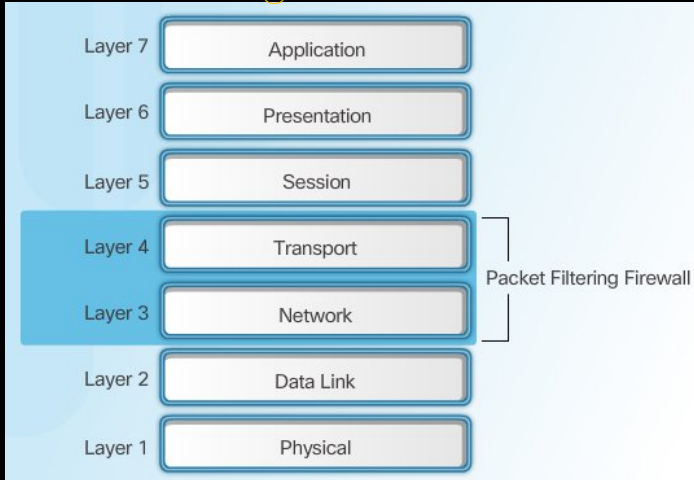 Layer 7 Application
Layer 6 Presentation
Layer 5 Session
Layer 4 Transport
Packet Filtering Firewall
Layer 3 Network
Layer 2 Data Link
Layer 1 Physical